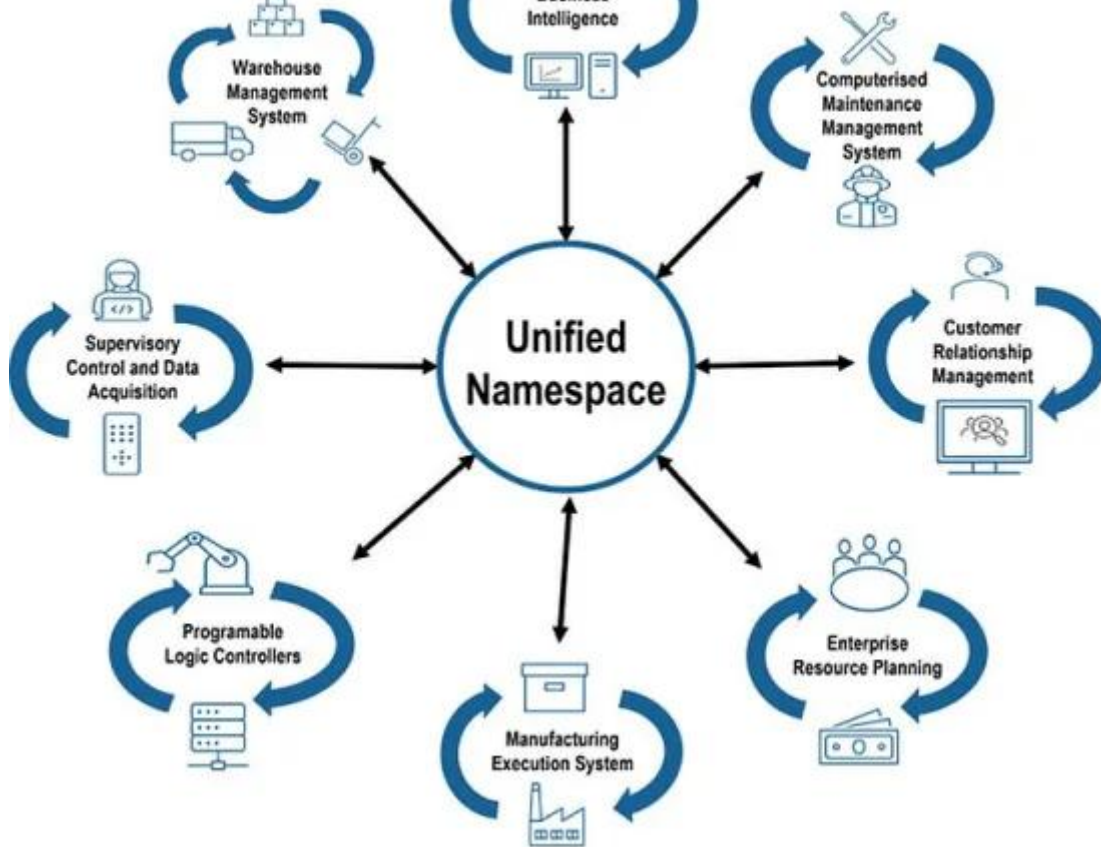 Intelligence
Warehouse
Management
System
Computerised
Maintenance
Management
System
Unified
Namespace
Supervisory
Control and Data
Acquisition
</>
Customer
Relationship
Management
Programable
Logic Controllers
Enterprise
Resource Planning
Manufacturing
Execution System